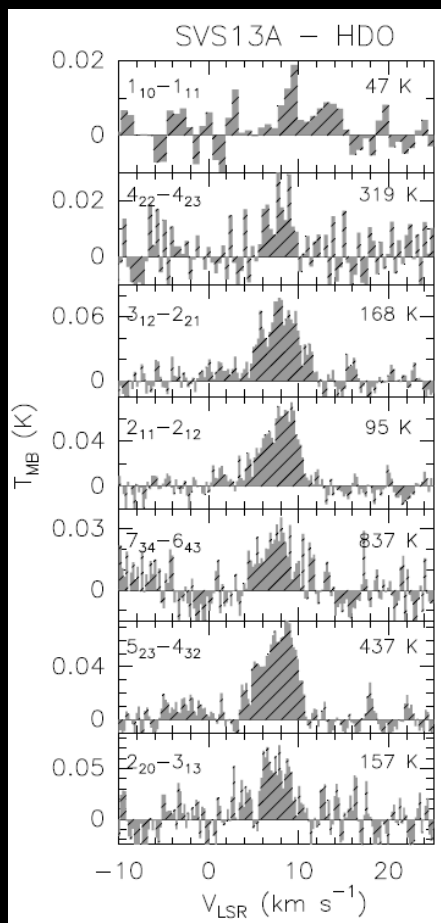 SVS13A – HDO
0.02
1₁₀–1₁₁ 47 K
0
4₂₂–4₂₃ 319 K
0.02
0
3₁₂–2₂₁ 168 K
0.06
0
2₁₁–2₁₂ 95 K
0.04
0
7₃₄–6₄₃ 837 K
0.03
0
5₂₃–4₃₂ 437 K
0.04
0
2₂₀–3₁₃ 157 K
0.05
0
T_MB (K)
−10 0 10 20
V_LSR (km s⁻¹)